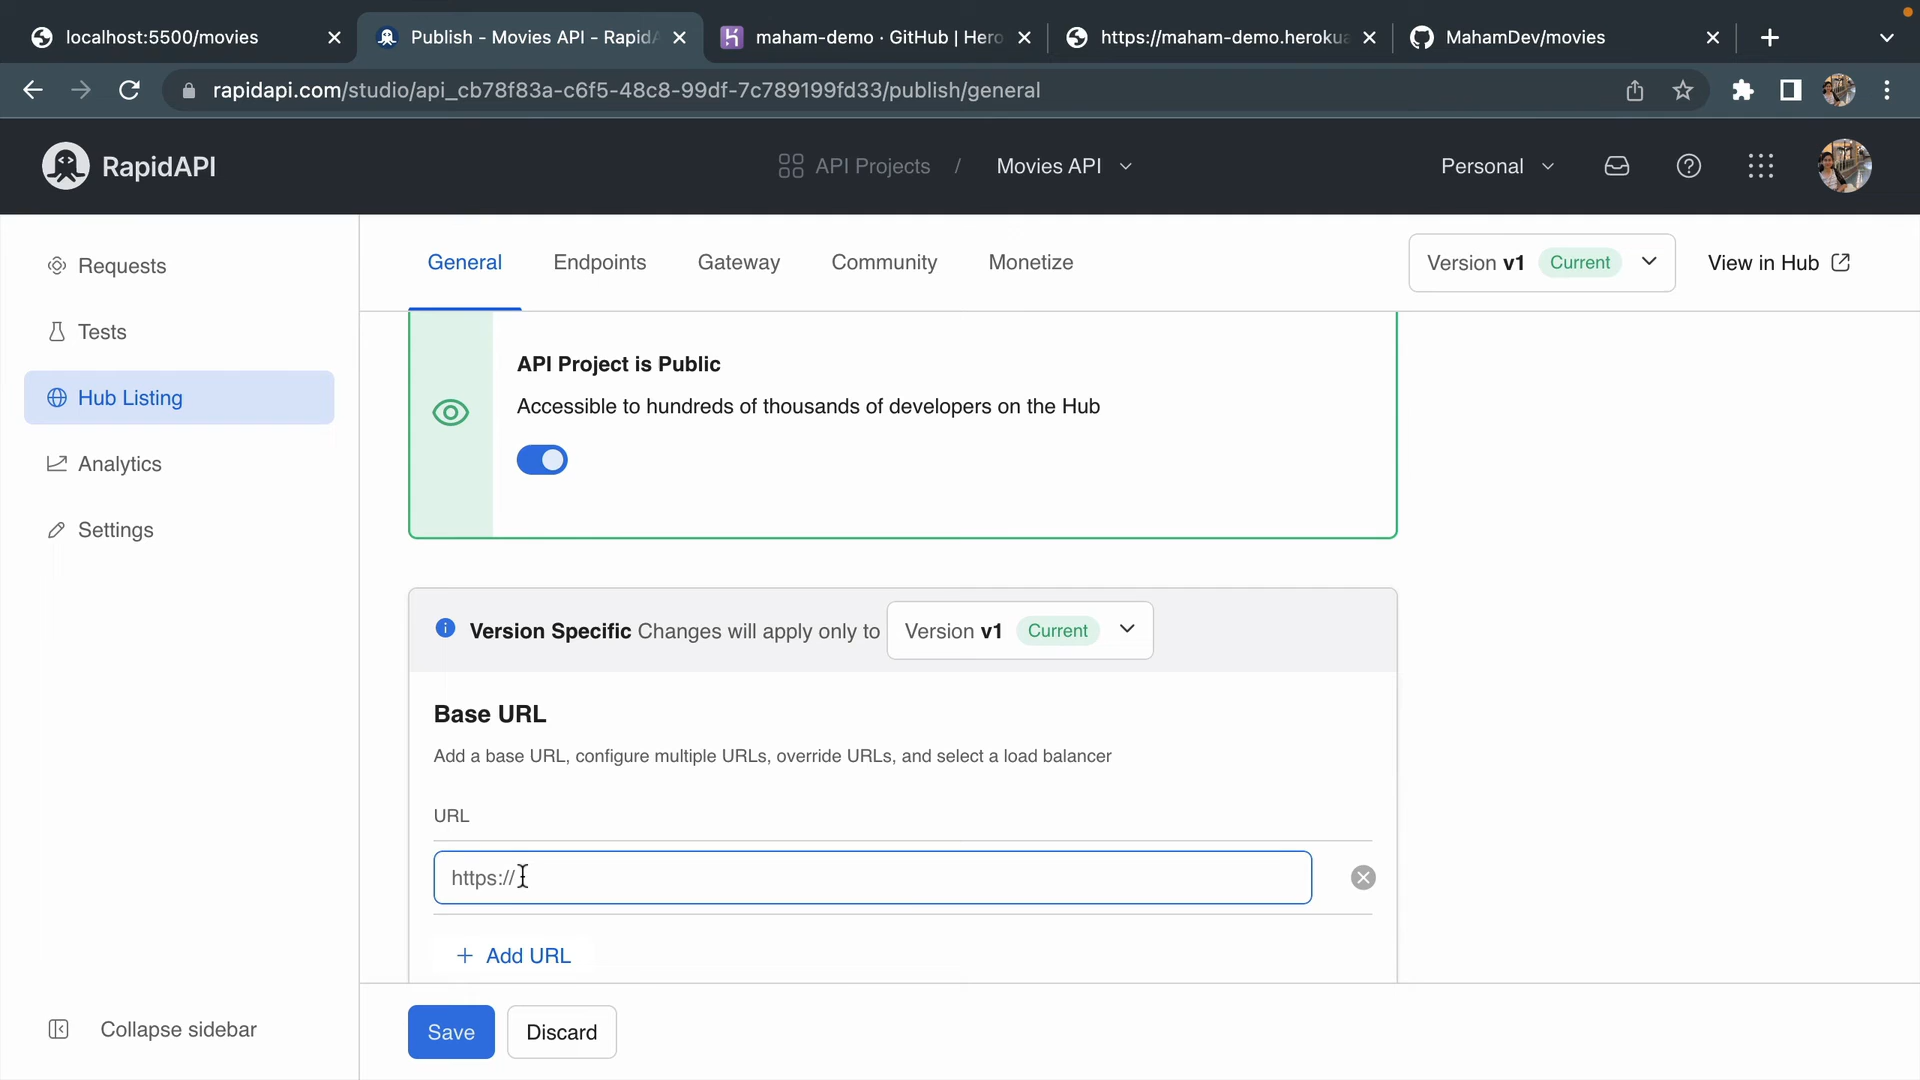 localhost:5500/movies
Publish - Movies API - Rapid
maham-demo · GitHub | Hero
https://maham-demo.heroku
MahamDev/movies
rapidapi.com/studio/api_cb78f83a-c6f5-48c8-99df-7c789199fd33/publish/general
RapidAPI
API Projects / Movies API
Personal
Requests
Tests
Hub Listing
Analytics
Settings
Collapse sidebar
General Endpoints Gateway Community Monetize
Version v1 Current
View in Hub
API Project is Public
Accessible to hundreds of thousands of developers on the Hub
Version Specific Changes will apply only to Version v1 Current
Base URL
Add a base URL, configure multiple URLs, override URLs, and select a load balancer
URL
https://
+ Add URL
Save Discard